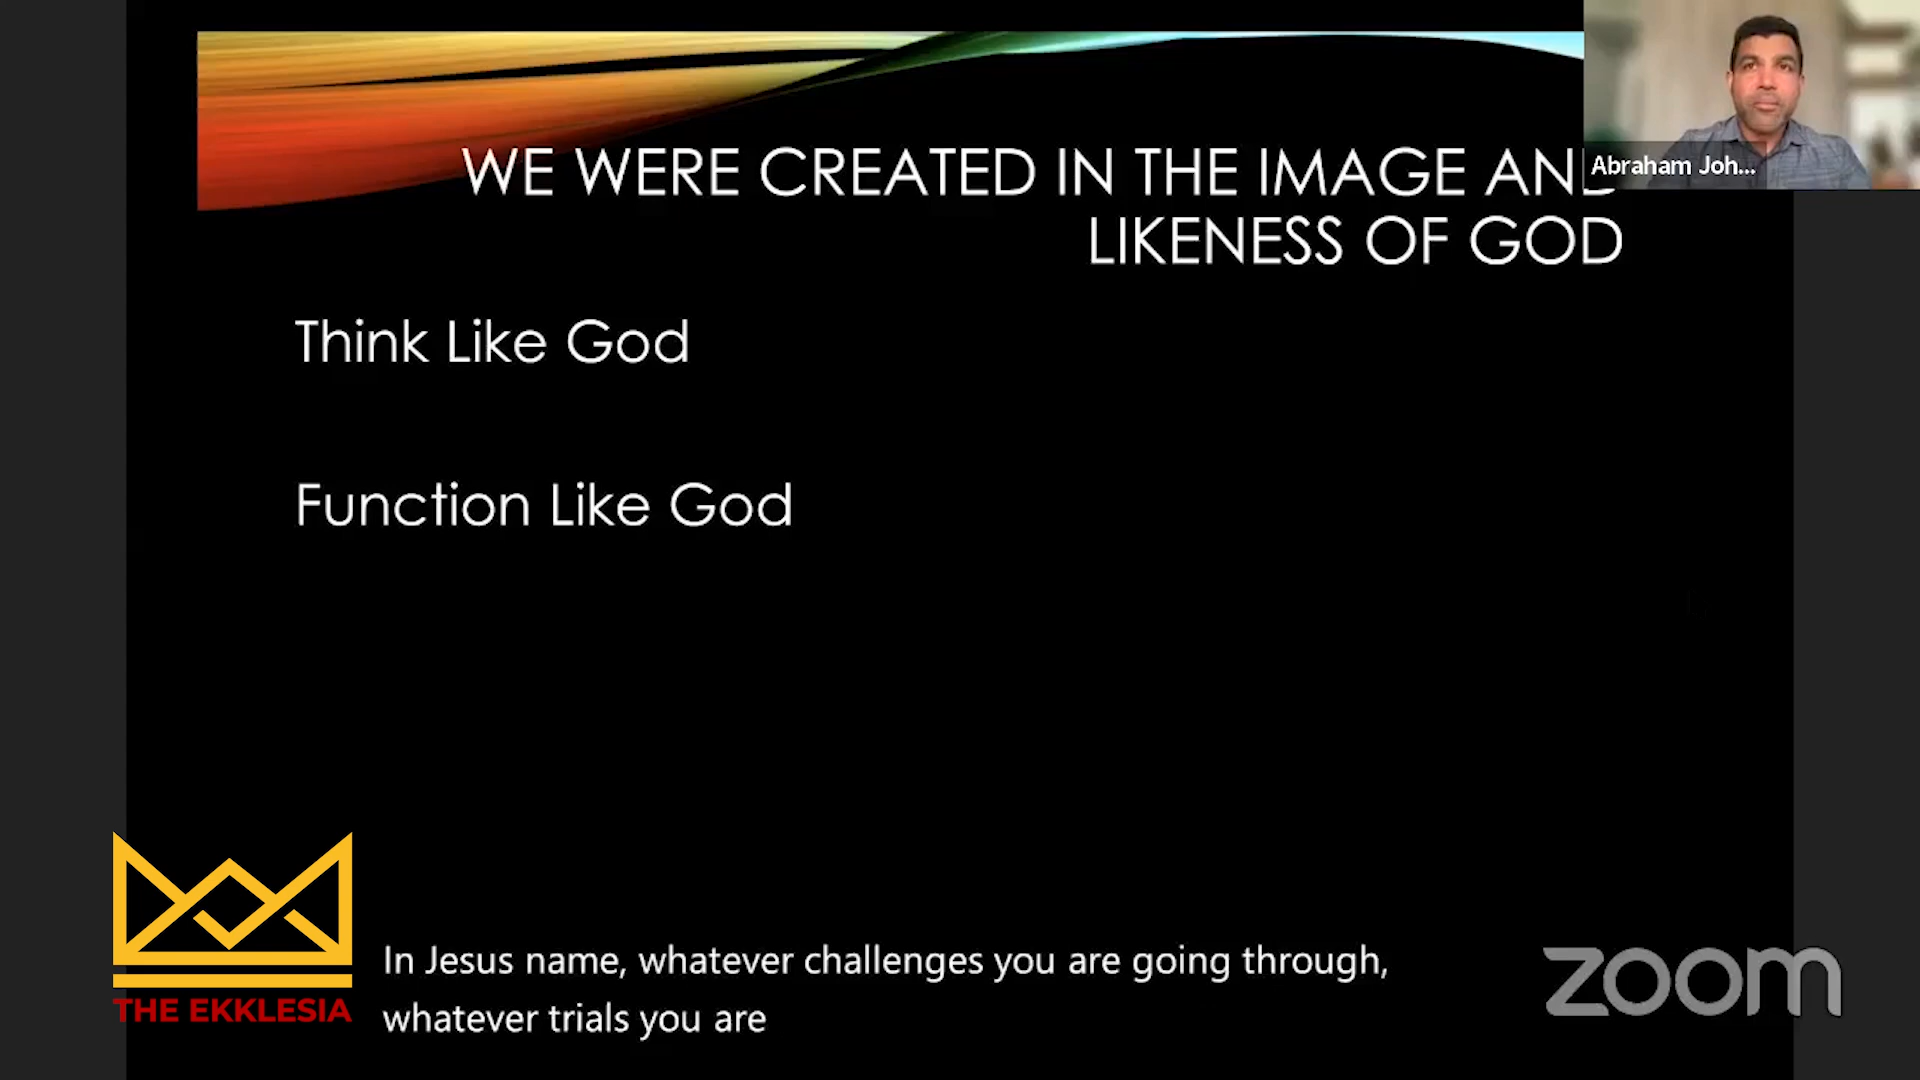 WE WERE CREATED IN THE IMAGE AND
LIKENESS OF GOD
Abraham Joh...
Think Like God
Function Like God
THE EKKLESIA
In Jesus name, whatever challenges you are going through,
whatever trials you are
zoom